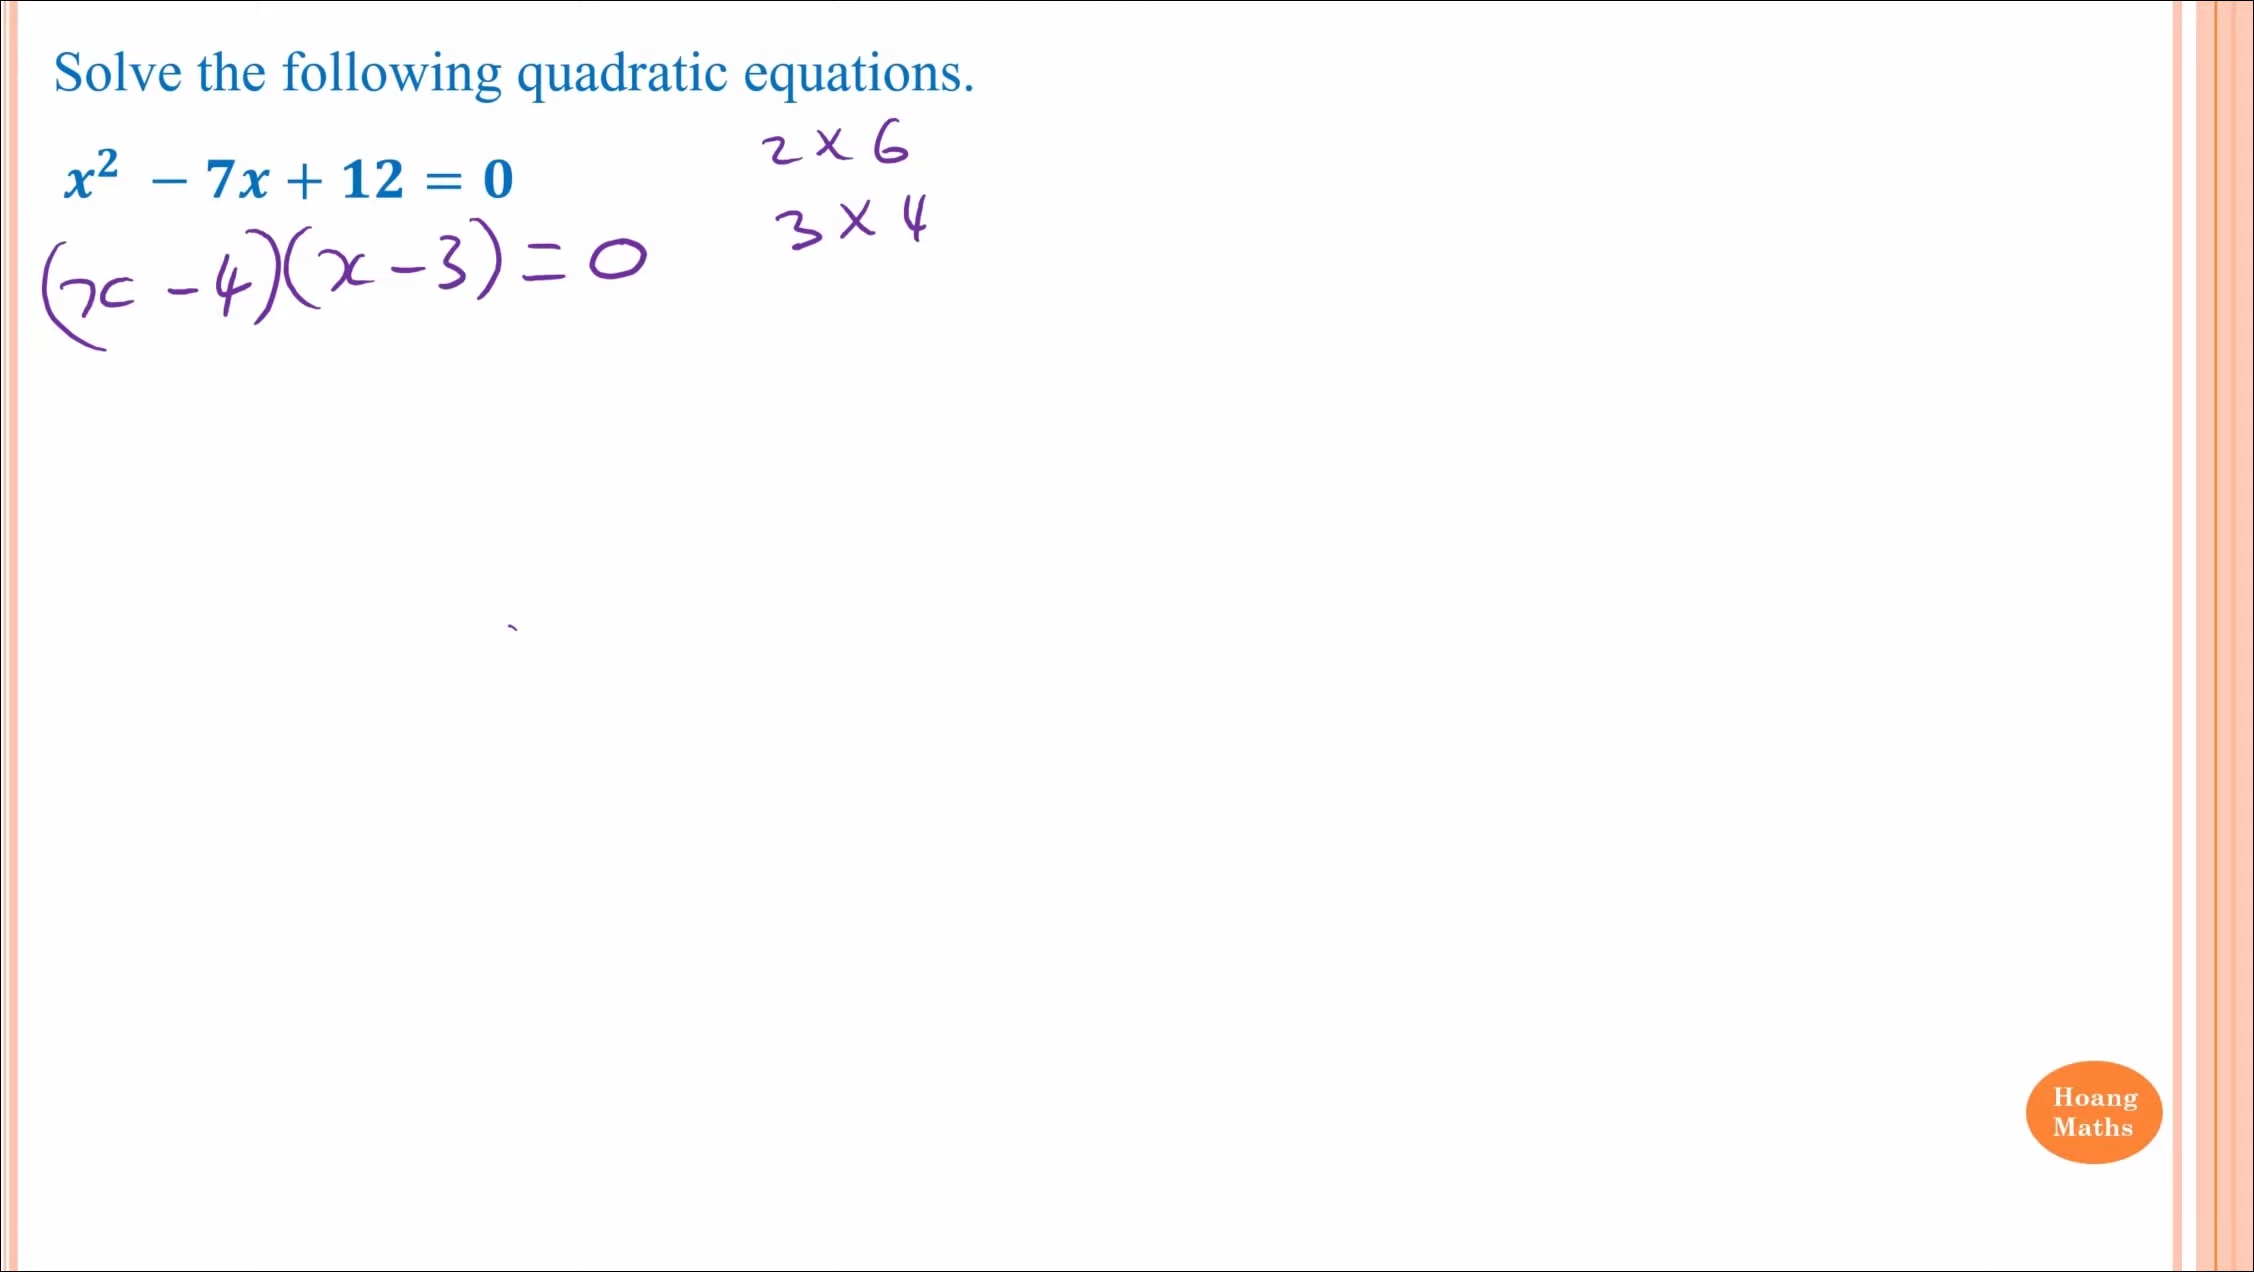 Solve the following quadratic equations.
2 × 6
x² − 7x + 12 = 0
3 × 4
(x − 4)(x − 3) = 0
Hoang
Maths